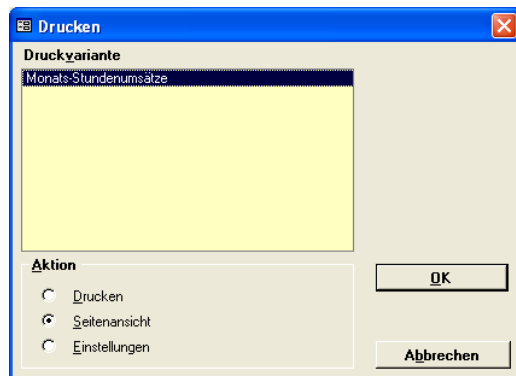 Drucken
Druckvariante
Monats-Stundenumsätze
Aktion
Drucken
Seitenansicht
Einstellungen
OK
Abbrechen